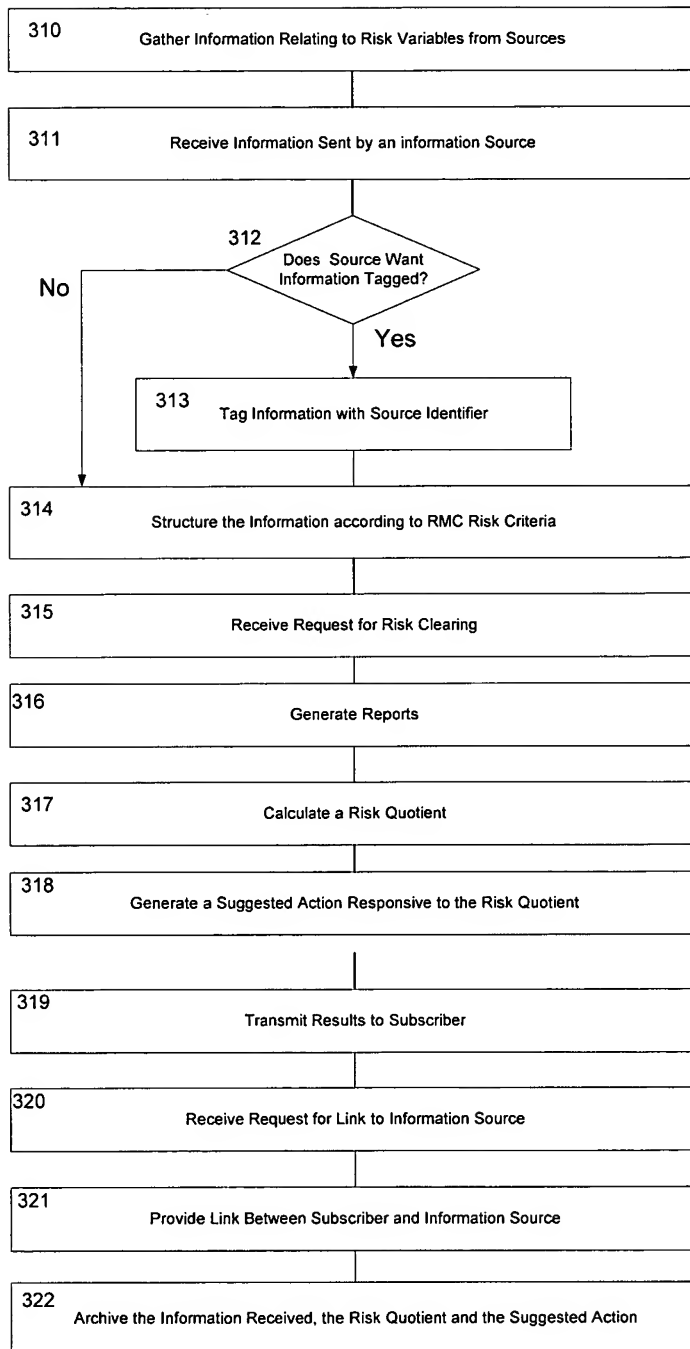 310
Gather Information Relating to Risk Variables from Sources
311
Receive Information Sent by an information Source
312
Does Source Want
Information Tagged?
No
Yes
313
Tag Information with Source Identifier
314
Structure the Information according to RMC Risk Criteria
315
Receive Request for Risk Clearing
316
Generate Reports
317
Calculate a Risk Quotient
318
Generate a Suggested Action Responsive to the Risk Quotient
319
Transmit Results to Subscriber
320
Receive Request for Link to Information Source
321
Provide Link Between Subscriber and Information Source
322
Archive the Information Received, the Risk Quotient and the Suggested Action